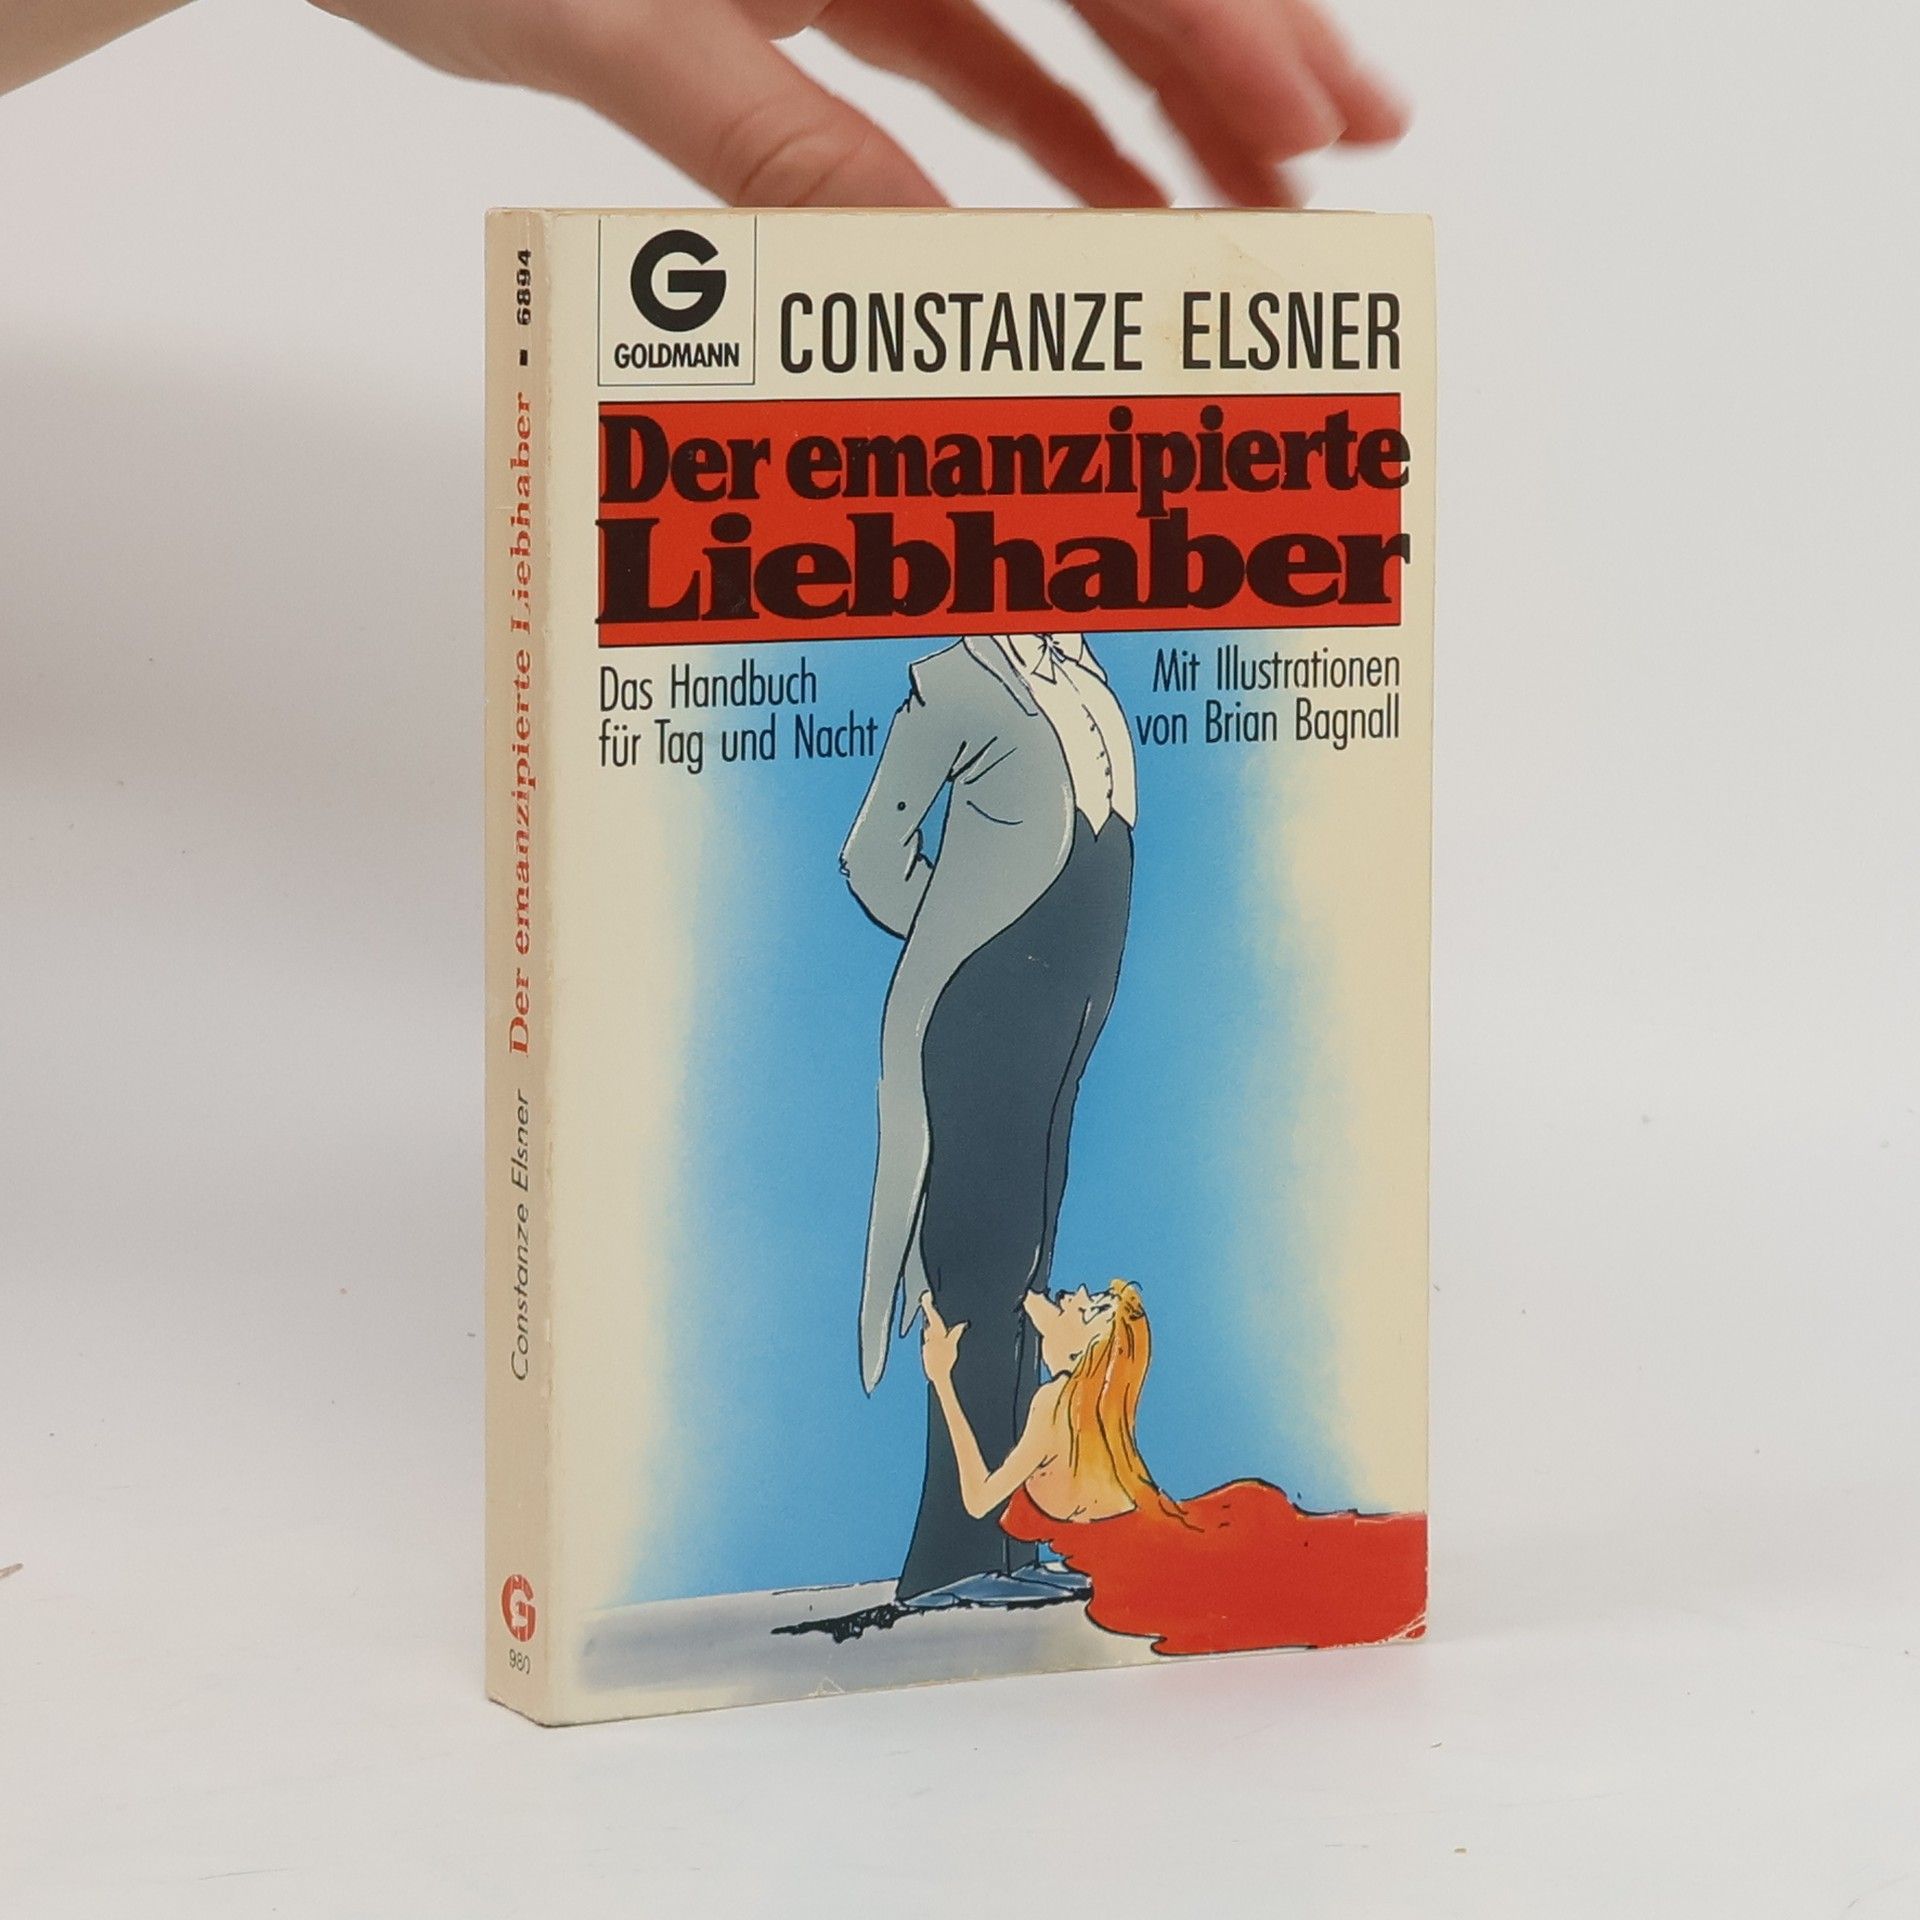 G
GOLDMANN
CONSTANZE ELSNER
Der emanzipierte
Liebhaber
Das Handbuch
für Tag und Nacht
Mit Illustrationen
von Brian Bagnall
Constanze Elsner Der emanzipierte Liebhaber ▪ 6894
G
980